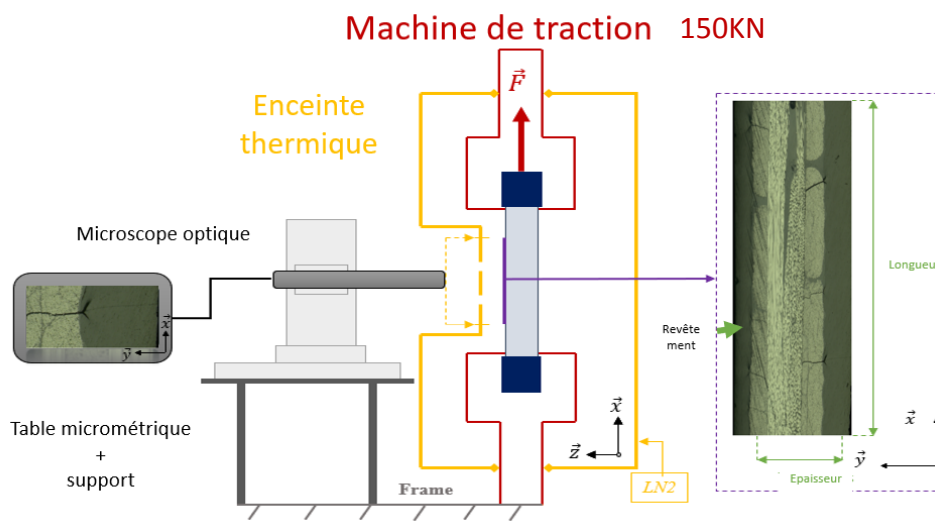 Machine de traction 150KN
Enceinte
thermique
F
Microscope optique
x
y
Table micrométrique
+
support
Frame
x
z
LN2
Longueu
Revête
ment
x
y
Epaisseur